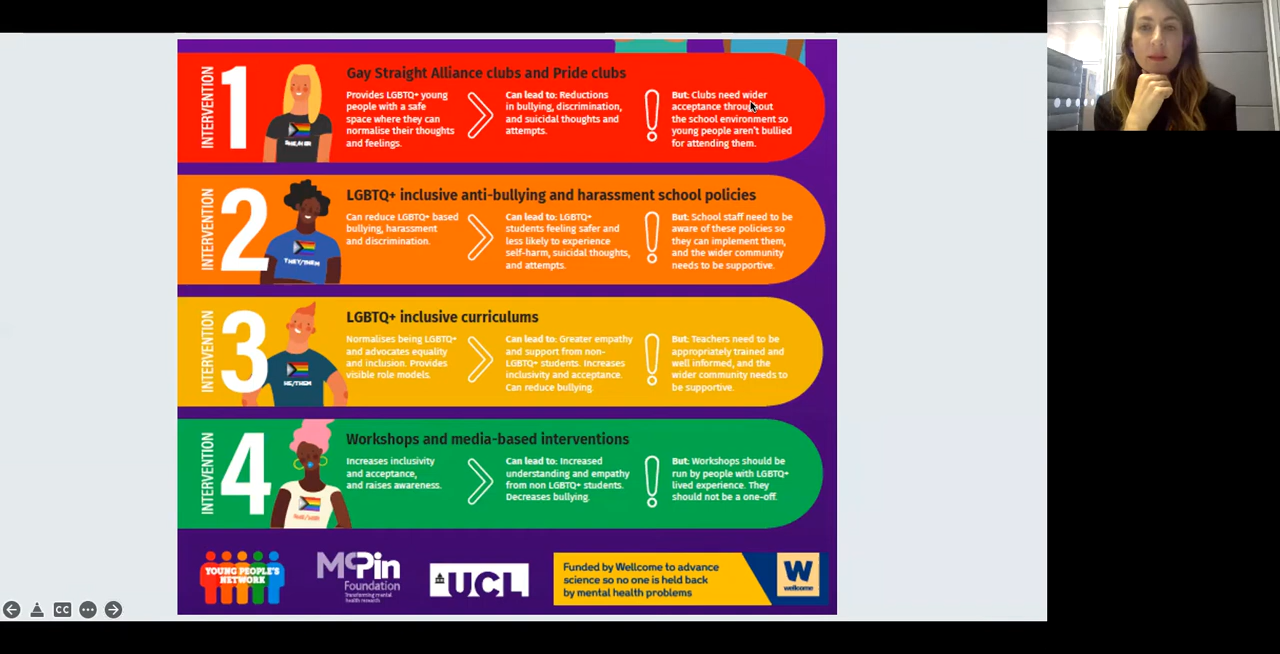 INTERVENTION
1
Gay Straight Alliance clubs and Pride clubs
Provides LGBTQ+ young
people with a safe
space where they can
normalise their thoughts
and feelings.
Can lead to: Reductions
in bullying, discrimination,
and suicidal thoughts and
attempts.
But: Clubs need wider
acceptance throughout
the school environment so
young people aren't bullied
for attending them.
SHE/HER
INTERVENTION
2
LGBTQ+ inclusive anti-bullying and harassment school policies
Can reduce LGBTQ+ based
bullying, harassment
and discrimination.
Can lead to: LGBTQ+
students feeling safer and
less likely to experience
self-harm, suicidal thoughts,
and attempts.
But: School staff need to be
aware of these policies so
they can implement them,
and the wider community
needs to be supportive.
THEY/THEM
INTERVENTION
3
LGBTQ+ inclusive curriculums
Normalises being LGBTQ+
and advocates equality
and inclusion. Provides
visible role models.
Can lead to: Greater empathy
and support from non-
LGBTQ+ students. Increases
inclusivity and acceptance.
Can reduce bullying.
But: Teachers need to be
appropriately trained and
well informed, and the
wider community needs to
be supportive.
HE/THEM
INTERVENTION
4
Workshops and media-based interventions
Increases inclusivity
and acceptance,
and raises awareness.
Can lead to: Increased
understanding and empathy
from non LGBTQ+ students.
Decreases bullying.
But: Workshops should be
run by people with LGBTQ+
lived experience. They
should not be a one-off.
YOUNG PEOPLE'S
NETWORK
McPin
Foundation
Transforming mental
health research
UCL
Funded by Wellcome to advance
science so no one is held back
by mental health problems
W
wellcome
CC